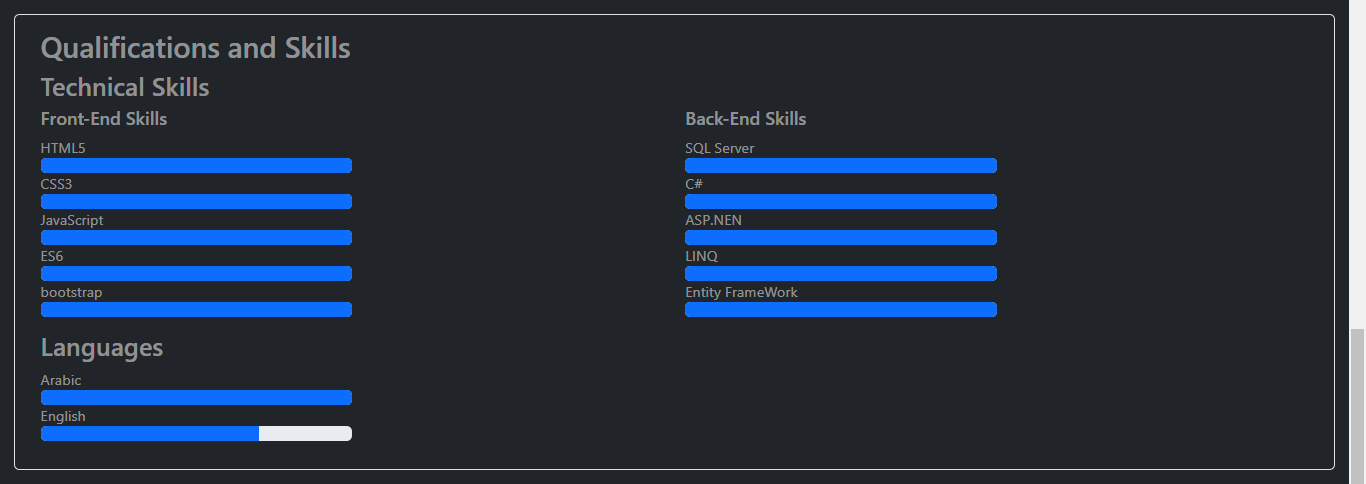 Qualifications and Skills
Technical Skills
Front-End Skills
HTML5
CSS3
JavaScript
ES6
bootstrap
Back-End Skills
SQL Server
C#
ASP.NEN
LINQ
Entity FrameWork
Languages
Arabic
English